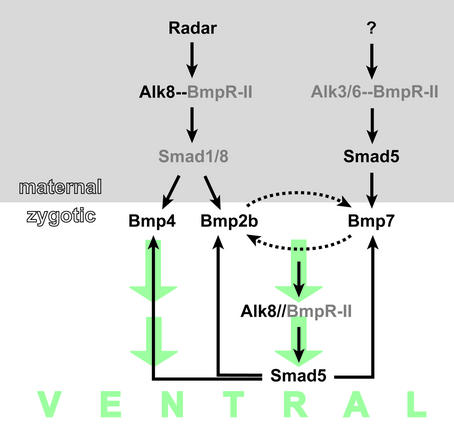 Radar ?
Alk8--BmpR-II Alk3/6--BmpR-II
Smad1/8 Smad5
maternal
zygotic
Bmp4 Bmp2b Bmp7
Alk8//BmpR-II
Smad5
V E N T R A L